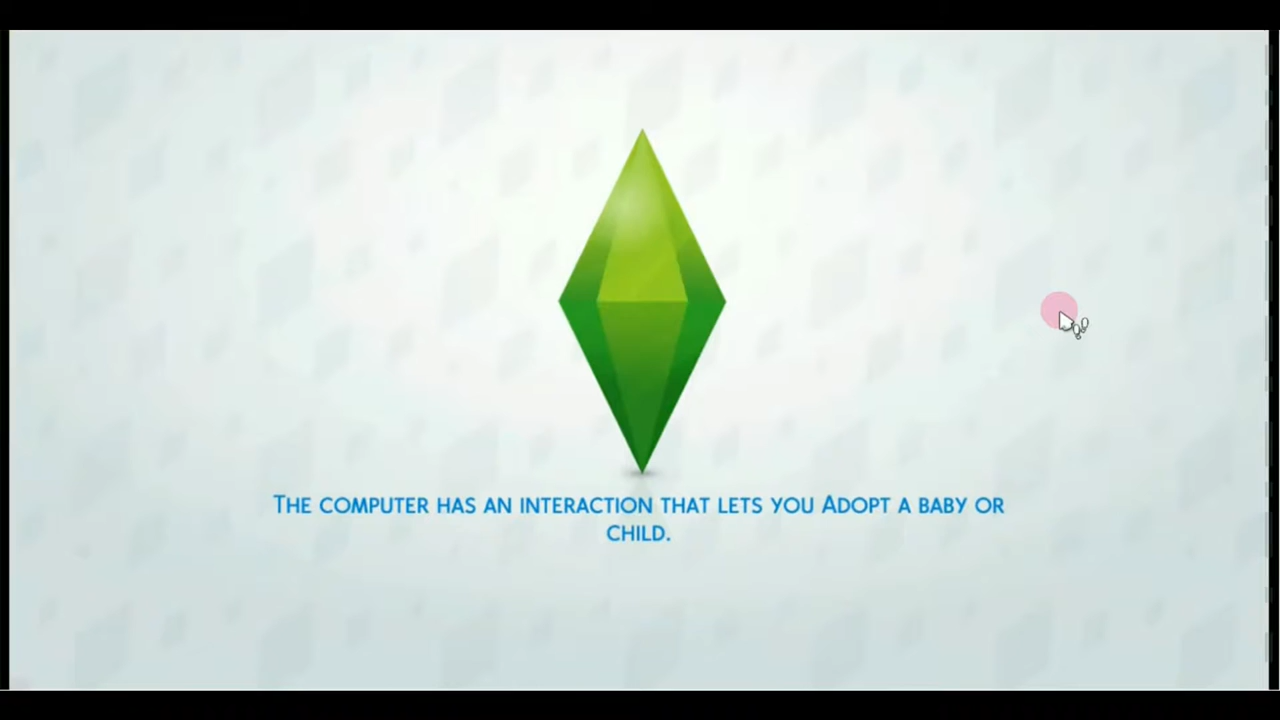 The computer has an interaction that lets you Adopt a baby or
child.